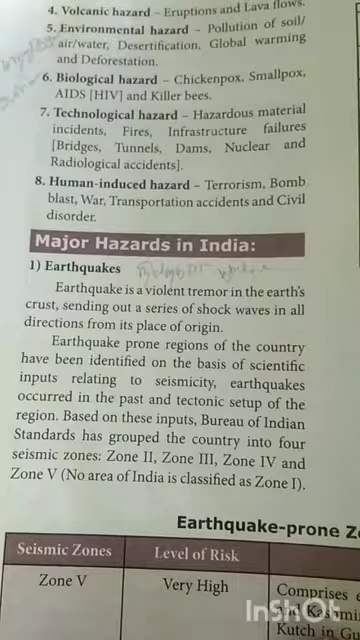 4. Volcanic hazard – Eruptions and Lava flows.
5. Environmental hazard – Pollution of soil/
air/water, Desertification, Global warming
and Deforestation.
6. Biological hazard – Chickenpox, Smallpox,
AIDS [HIV] and Killer bees.
7. Technological hazard – Hazardous material
incidents, Fires, Infrastructure failures
[Bridges, Tunnels, Dams, Nuclear and
Radiological accidents].
8. Human-induced hazard – Terrorism, Bomb
blast, War, Transportation accidents and Civil
disorder.
Major Hazards in India:
1) Earthquakes
Earthquake is a violent tremor in the earth's
crust, sending out a series of shock waves in all
directions from its place of origin.
Earthquake prone regions of the country
have been identified on the basis of scientific
inputs relating to seismicity, earthquakes
occurred in the past and tectonic setup of the
region. Based on these inputs, Bureau of Indian
Standards has grouped the country into four
seismic zones: Zone II, Zone III, Zone IV and
Zone V (No area of India is classified as Zone I).
Earthquake-prone
Seismic Zones Level of Risk
Zone V Very High Comprises
and
Kutch in
InShOt